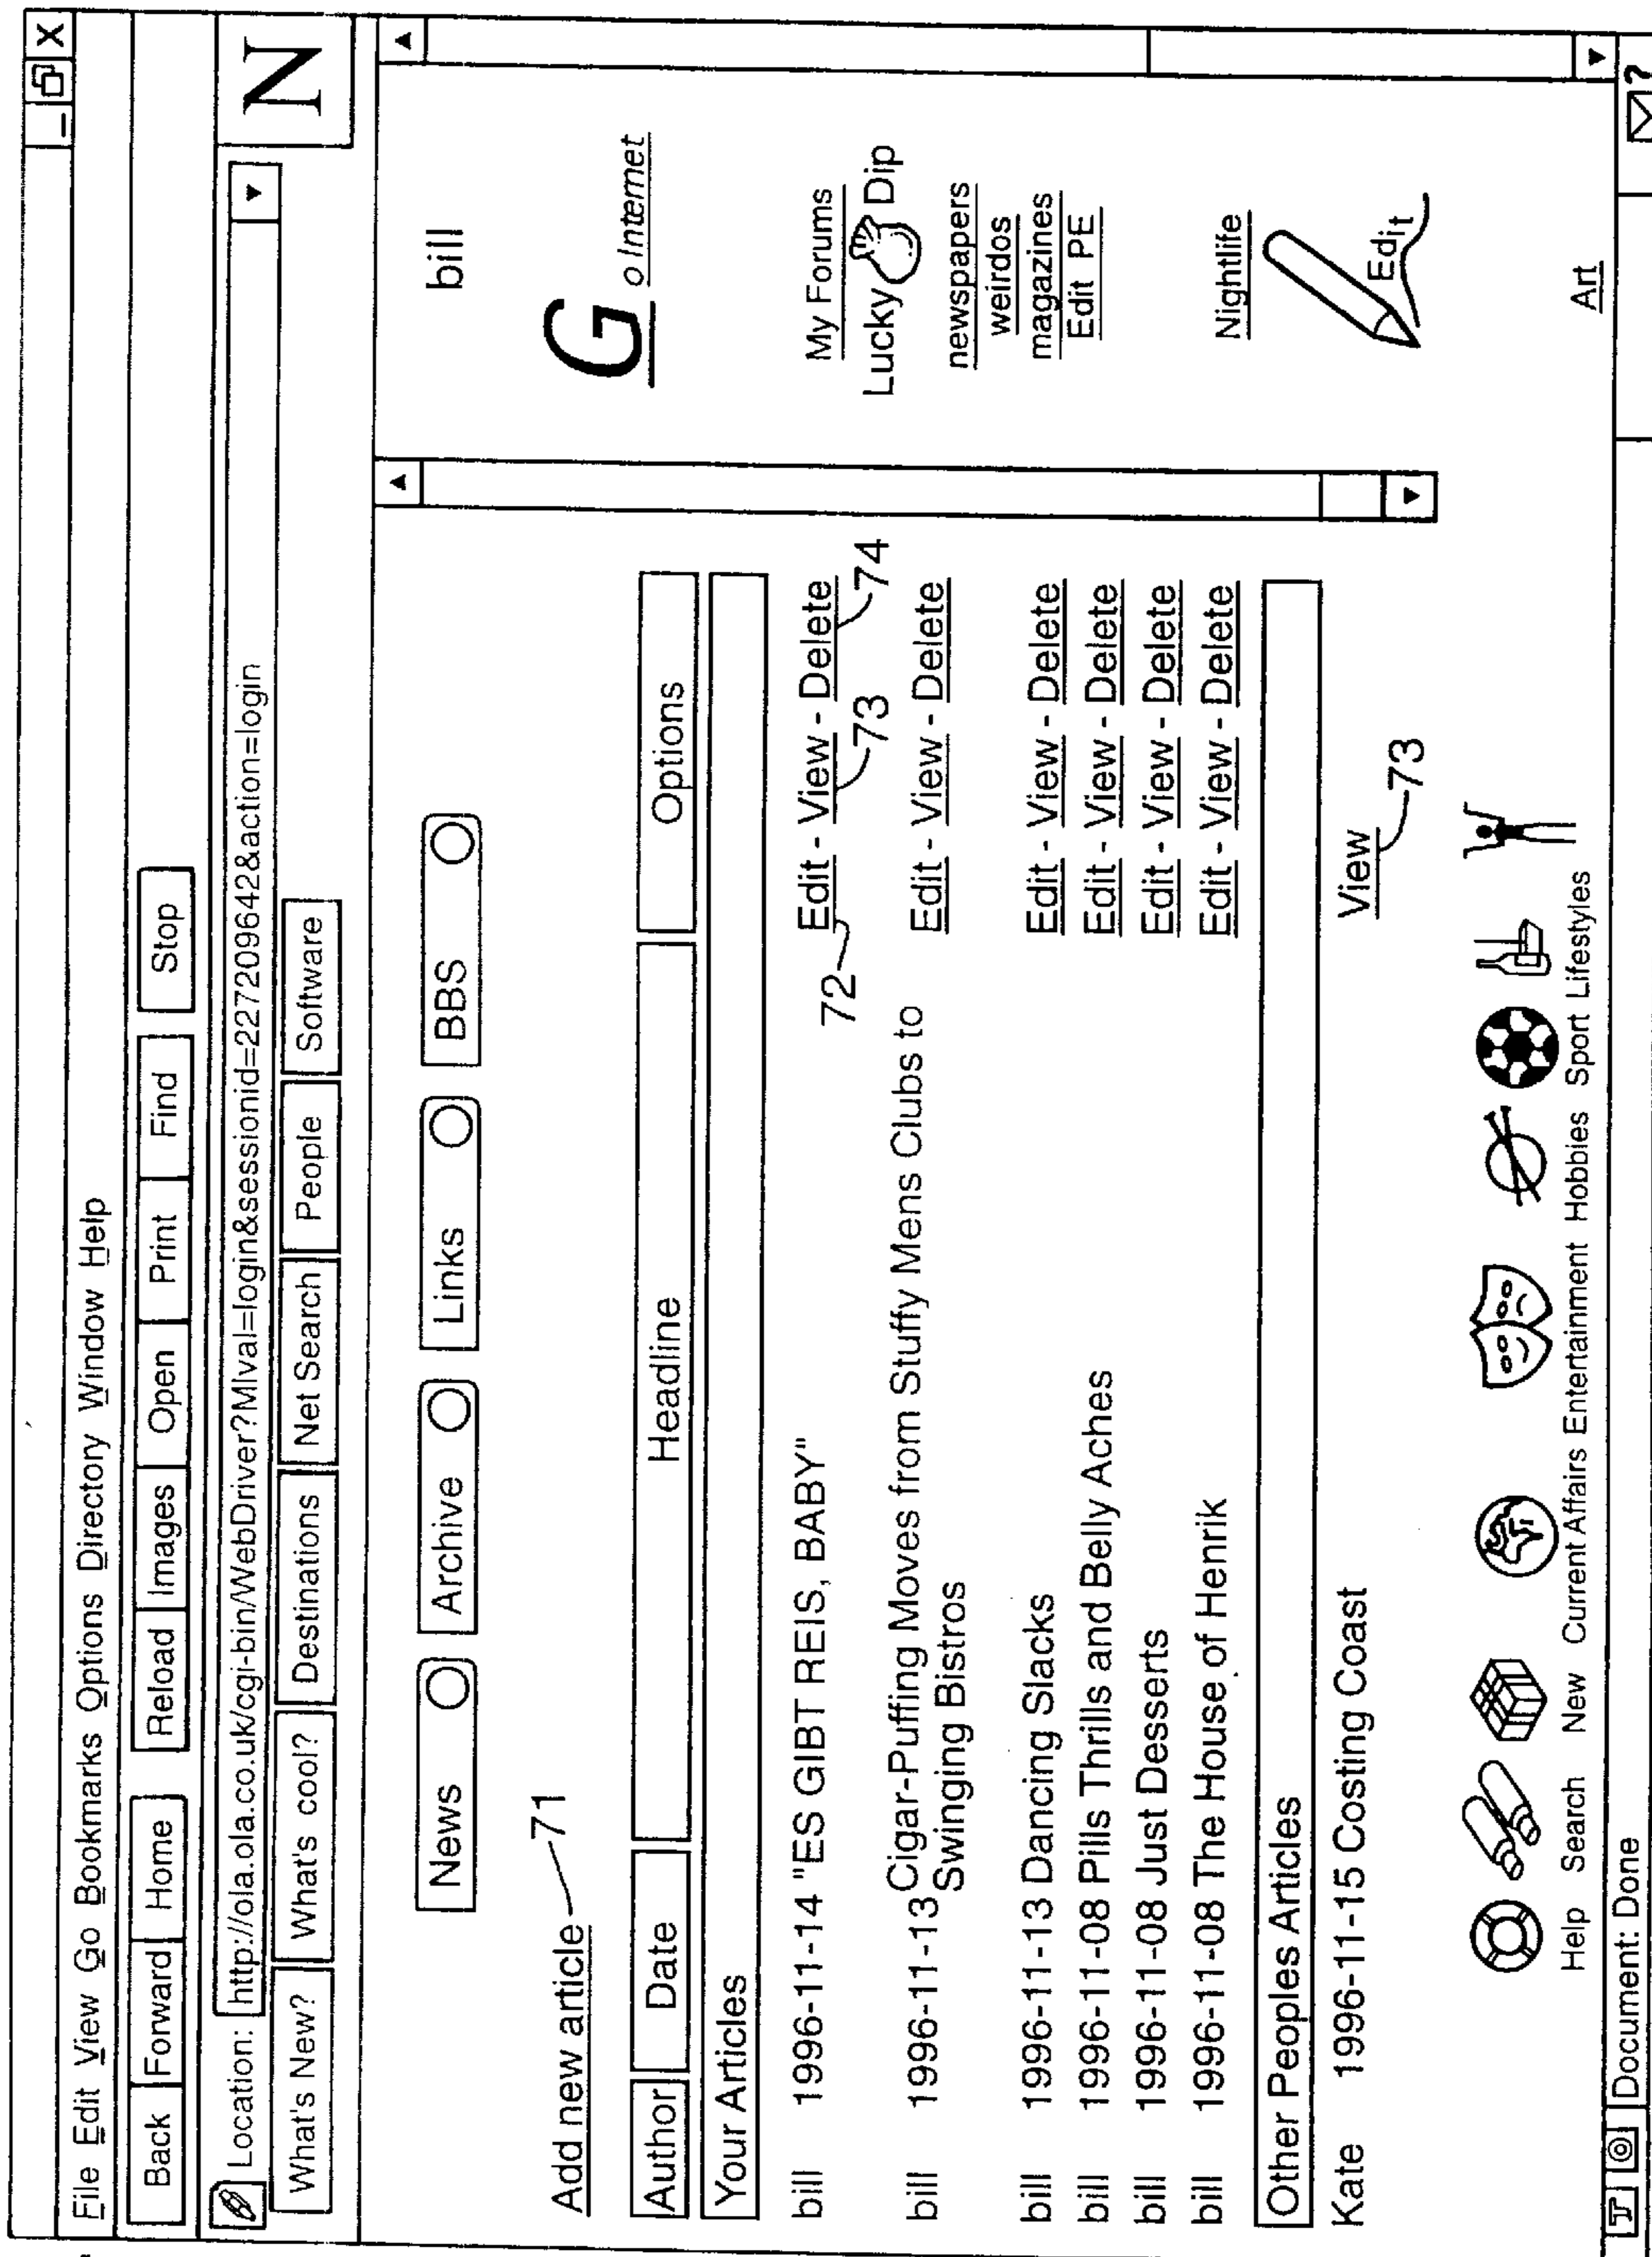 _ X
File Edit View Go Bookmarks Options Directory Window Help
Back Forward Home Reload Images Open Print Find Stop
Location: http://ola.ola.co.uk/cgi-bin/WebDriver?MIval=login&sessionid=2272209642&action=login
N
What's New? What's cool? Destinations Net Search People Software
News Archive Links BBS
bill
Add new article 71
Go Internet
Author Date Headline Options
Your Articles
bill 1996-11-14 "ES GIBT REIS, BABY" Edit - View - Delete
72 73 74
bill 1996-11-13 Cigar-Puffing Moves from Stuffy Mens Clubs to
Swinging Bistros Edit - View - Delete
bill 1996-11-13 Dancing Slacks Edit - View - Delete
bill 1996-11-08 Pills Thrills and Belly Aches Edit - View - Delete
bill 1996-11-08 Just Desserts Edit - View - Delete
bill 1996-11-08 The House of Henrik Edit - View - Delete
Other Peoples Articles
Kate 1996-11-15 Costing Coast View
73
My Forums
Lucky Dip
newspapers
weirdos
magazines
Edit PE
Nightlife
Edit
Art
Help Search New Current Affairs Entertainment Hobbies Sport Lifestyles
Document: Done
?